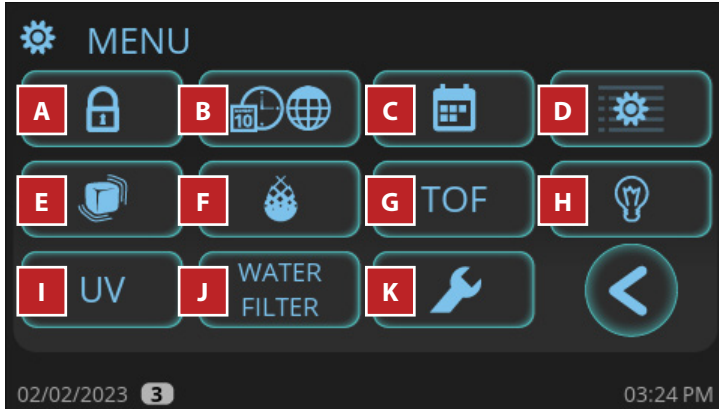 MENU
A
B
10
C
D
E
F
G TOF
H
I UV
J WATER
FILTER
K
02/02/2023 3 03:24 PM